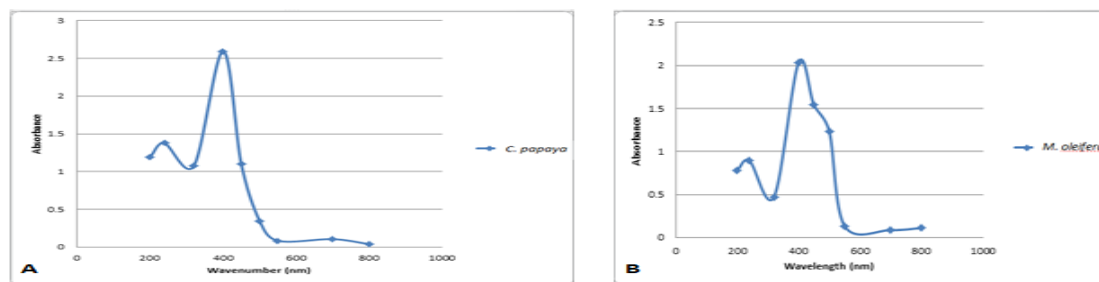 3
2.5
2
1.5
1
0.5
0
0 200 400 600 800 1000
Absorbance
Wavenumber (nm)
C. papaya
A
2.5
2
1.5
1
0.5
0
0 200 400 600 800 1000
Absorbance
Wavelength (nm)
M. oleifera
B